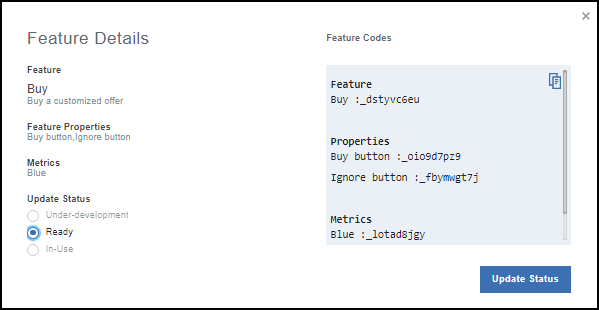 Feature Details
Feature
Buy
Buy a customized offer
Feature Properties
Buy button,Ignore button
Metrics
Blue
Update Status
Under-development
Ready
In-Use
Feature Codes
Feature
Buy :_dstyvc6eu
Properties
Buy button :_oio9d7pz9
Ignore button :_fbymwgt7j
Metrics
Blue :_lotad8jgy
Update Status